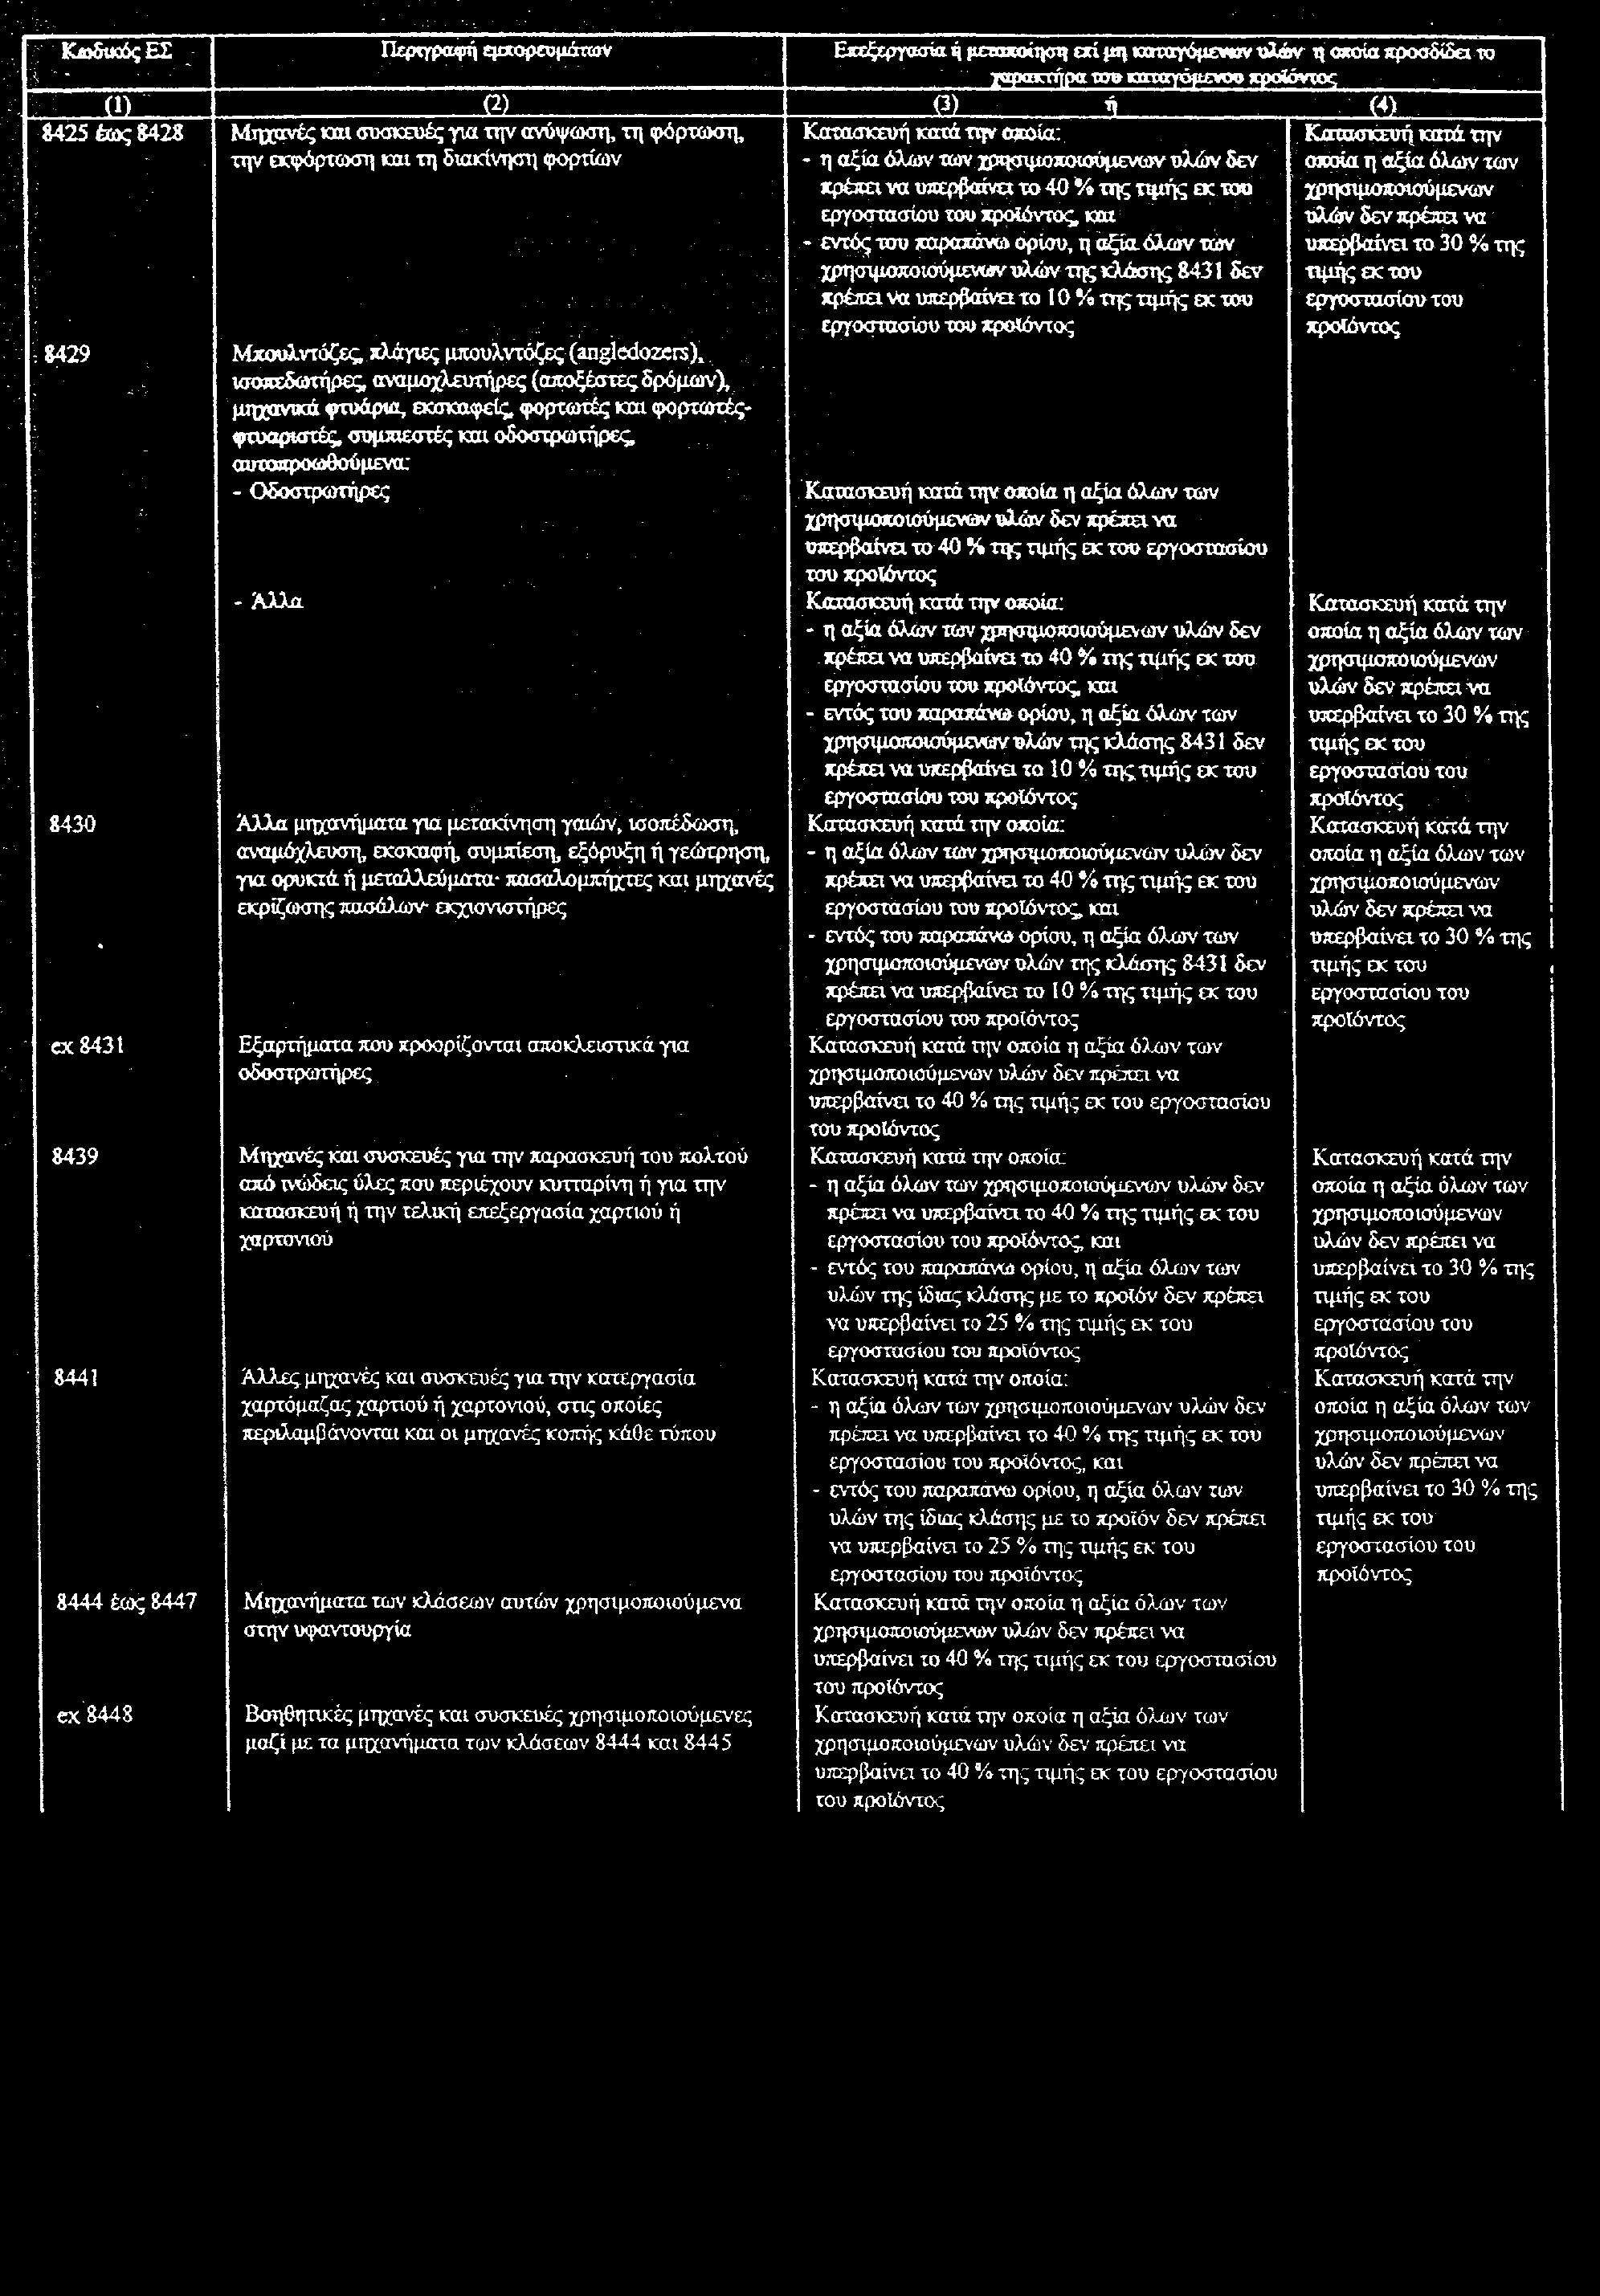 Κωδικός ΕΣ
Περιγραφή εμπορευμάτων
Επεξεργασία ή μεταποίηση επί μη καταγόμενων υλών η οποία προσδίδει το
χαρακτήρα του καταγόμενου προϊόντος
(1)
(2)
(3) ή (4)
8425 έως 8428
Μηχανές και συσκευές για την ανύψωση, τη φόρτωση,
την εκφόρτωση και τη διακίνηση φορτίων
Κατασκευή κατά την οποία:
- η αξία όλων των χρησιμοποιούμενων υλών δεν
πρέπει να υπερβαίνει το 40 % της τιμής εκ του
εργοστασίου του προϊόντος, και
- εντός του παραπάνω ορίου, η αξία όλων των
χρησιμοποιούμενων υλών της κλάσης 8431 δεν
πρέπει να υπερβαίνει το 10 % της τιμής εκ του
εργοστασίου του προϊόντος
Κατασκευή κατά την
οποία η αξία όλων των
χρησιμοποιούμενων
υλών δεν πρέπει να
υπερβαίνει το 30 % της
τιμής εκ του
εργοστασίου του
προϊόντος
8429
Μπουλντόζες, πλάγιες μπουλντόζες (angledozers),
ισοπεδωτήρες, αναμοχλευτήρες (αποξέστες δρόμων),
μηχανικά φτυάρια, εκσκαφείς, φορτωτές και φορτωτές-
φτυαριστές, συμπιεστές και οδοστρωτήρες,
αυτοπροωθούμενα:
- Οδοστρωτήρες
Κατασκευή κατά την οποία η αξία όλων των
χρησιμοποιούμενων υλών δεν πρέπει να
υπερβαίνει το 40 % της τιμής εκ του εργοστασίου
του προϊόντος
- Άλλα
Κατασκευή κατά την οποία:
- η αξία όλων των χρησιμοποιούμενων υλών δεν
πρέπει να υπερβαίνει το 40 % της τιμής εκ του
εργοστασίου του προϊόντος, και
- εντός του παραπάνω ορίου, η αξία όλων των
χρησιμοποιούμενων υλών της κλάσης 8431 δεν
πρέπει να υπερβαίνει το 10 % της τιμής εκ του
εργοστασίου του προϊόντος
Κατασκευή κατά την
οποία η αξία όλων των
χρησιμοποιούμενων
υλών δεν πρέπει να
υπερβαίνει το 30 % της
τιμής εκ του
εργοστασίου του
προϊόντος
8430
Άλλα μηχανήματα για μετακίνηση γαιών, ισοπέδωση,
αναμόχλευση, εκσκαφή, συμπίεση, εξόρυξη ή γεώτρηση,
για ορυκτά ή μεταλλεύματα· πασαλομπήχτες και μηχανές
εκρίζωσης πασάλων· εκχιονιστήρες
Κατασκευή κατά την οποία:
- η αξία όλων των χρησιμοποιούμενων υλών δεν
πρέπει να υπερβαίνει το 40 % της τιμής εκ του
εργοστασίου του προϊόντος, και
- εντός του παραπάνω ορίου, η αξία όλων των
χρησιμοποιούμενων υλών της κλάσης 8431 δεν
πρέπει να υπερβαίνει το 10 % της τιμής εκ του
εργοστασίου του προϊόντος
Κατασκευή κατά την
οποία η αξία όλων των
χρησιμοποιούμενων
υλών δεν πρέπει να
υπερβαίνει το 30 % της
τιμής εκ του
εργοστασίου του
προϊόντος
ex 8431
Εξαρτήματα που προορίζονται αποκλειστικά για
οδοστρωτήρες
Κατασκευή κατά την οποία η αξία όλων των
χρησιμοποιούμενων υλών δεν πρέπει να
υπερβαίνει το 40 % της τιμής εκ του εργοστασίου
του προϊόντος
8439
Μηχανές και συσκευές για την παρασκευή του πολτού
από ινώδεις ύλες που περιέχουν κυτταρίνη ή για την
κατασκευή ή την τελική επεξεργασία χαρτιού ή
χαρτονιού
Κατασκευή κατά την οποία:
- η αξία όλων των χρησιμοποιούμενων υλών δεν
πρέπει να υπερβαίνει το 40 % της τιμής εκ του
εργοστασίου του προϊόντος, και
- εντός του παραπάνω ορίου, η αξία όλων των
υλών της ίδιας κλάσης με το προϊόν δεν πρέπει
να υπερβαίνει το 25 % της τιμής εκ του
εργοστασίου του προϊόντος
Κατασκευή κατά την
οποία η αξία όλων των
χρησιμοποιούμενων
υλών δεν πρέπει να
υπερβαίνει το 30 % της
τιμής εκ του
εργοστασίου του
προϊόντος
8441
Άλλες μηχανές και συσκευές για την κατεργασία
χαρτόμαζας χαρτιού ή χαρτονιού, στις οποίες
περιλαμβάνονται και οι μηχανές κοπής κάθε τύπου
Κατασκευή κατά την οποία:
- η αξία όλων των χρησιμοποιούμενων υλών δεν
πρέπει να υπερβαίνει το 40 % της τιμής εκ του
εργοστασίου του προϊόντος, και
- εντός του παραπάνω ορίου, η αξία όλων των
υλών της ίδιας κλάσης με το προϊόν δεν πρέπει
να υπερβαίνει το 25 % της τιμής εκ του
εργοστασίου του προϊόντος
Κατασκευή κατά την
οποία η αξία όλων των
χρησιμοποιούμενων
υλών δεν πρέπει να
υπερβαίνει το 30 % της
τιμής εκ του
εργοστασίου του
προϊόντος
8444 έως 8447
Μηχανήματα των κλάσεων αυτών χρησιμοποιούμενα
στην υφαντουργία
Κατασκευή κατά την οποία η αξία όλων των
χρησιμοποιούμενων υλών δεν πρέπει να
υπερβαίνει το 40 % της τιμής εκ του εργοστασίου
του προϊόντος
ex 8448
Βοηθητικές μηχανές και συσκευές χρησιμοποιούμενες
μαζί με τα μηχανήματα των κλάσεων 8444 και 8445
Κατασκευή κατά την οποία η αξία όλων των
χρησιμοποιούμενων υλών δεν πρέπει να
υπερβαίνει το 40 % της τιμής εκ του εργοστασίου
του προϊόντος